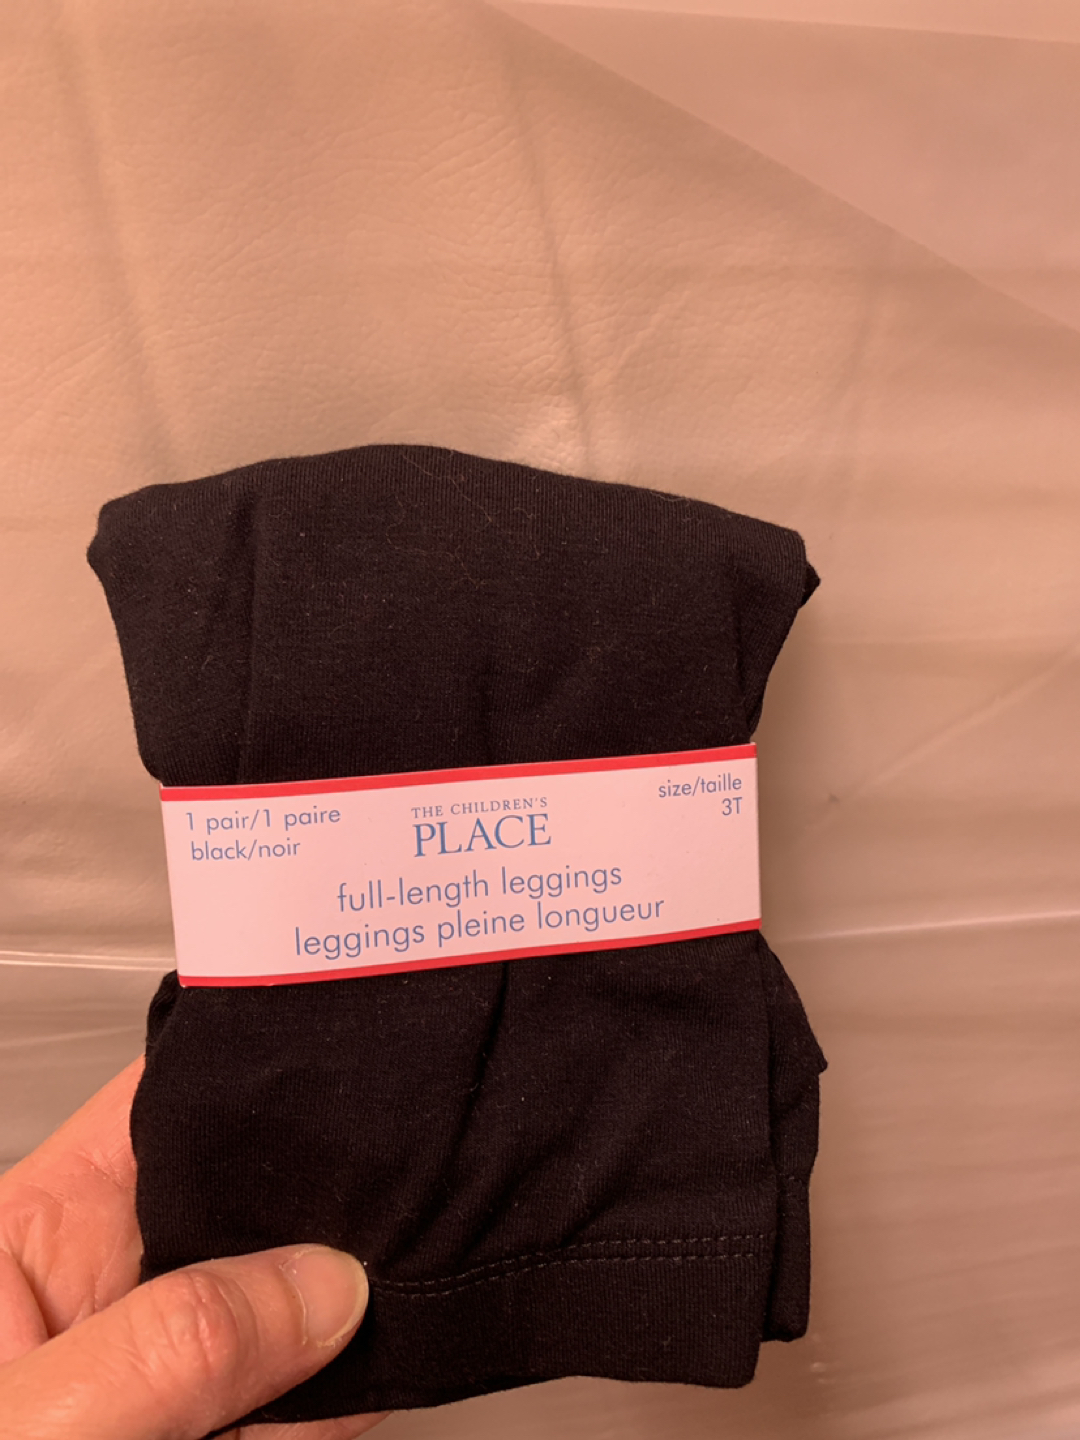 1 pair/1 paire
black/noir
THE CHILDREN'S
PLACE
size/taille
3T
full-length leggings
leggings pleine longueur